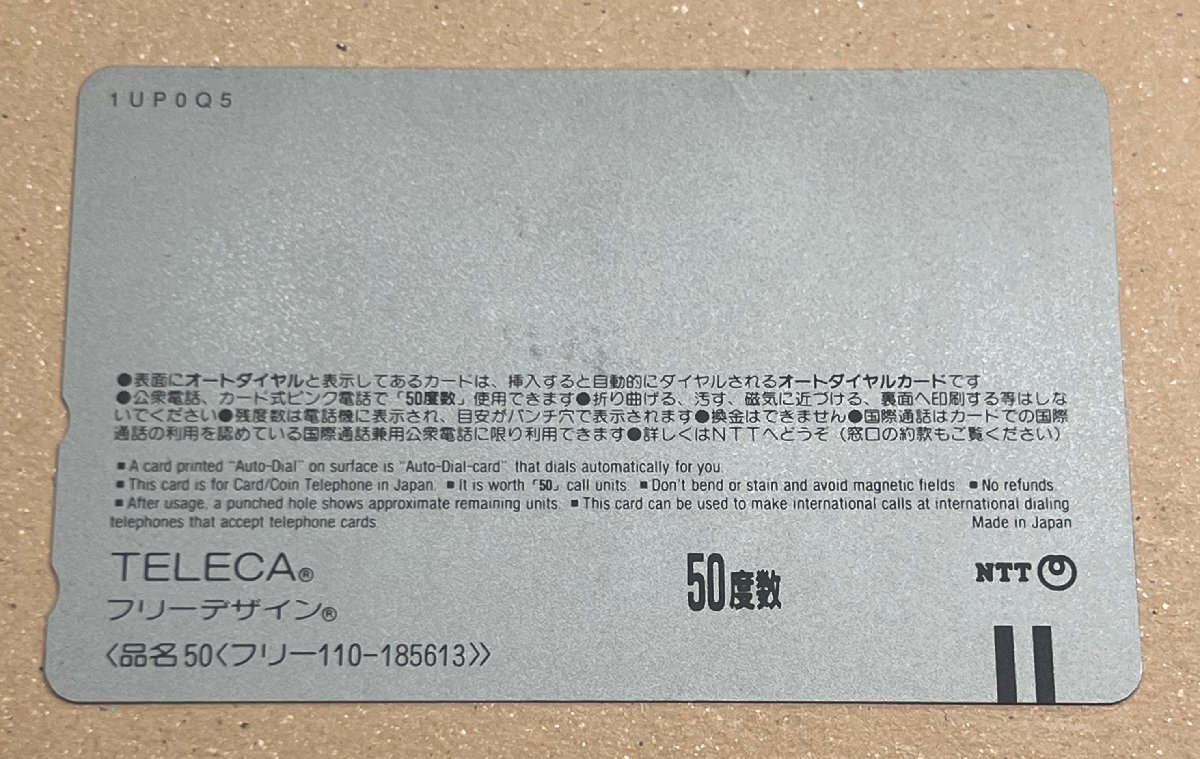 1UP0Q5
●表面にオートダイヤルと表示してあるカードは、挿入すると自動的にダイヤルされるオートダイヤルカードです
●公衆電話、カード式ピンク電話で「50度数」使用できます●折り曲げる、汚す、磁気に近づける、裏面へ印刷する等はしな
いでください●残度数は電話機に表示され、目安がパンチ穴で表示されます●換金はできません●国際通話はカードでの国際
通話の利用を認めている国際通話兼用公衆電話に限り利用できます●詳しくはNTTへどうぞ（窓口の約款もご覧ください）
■A card printed "Auto-Dial" on surface is "Auto-Dial-card" that dials automatically for you.
■This card is for Card/Coin Telephone in Japan. ■It is worth「50」call units. ■Don't bend or stain and avoid magnetic fields. ■No refunds.
■After usage, a punched hole shows approximate remaining units. ■This card can be used to make international calls at international dialing
telephones that accept telephone cards. Made in Japan
TELECA®
フリーデザイン®
50度数
NTT
〈品名50〈フリー110-185613〉〉